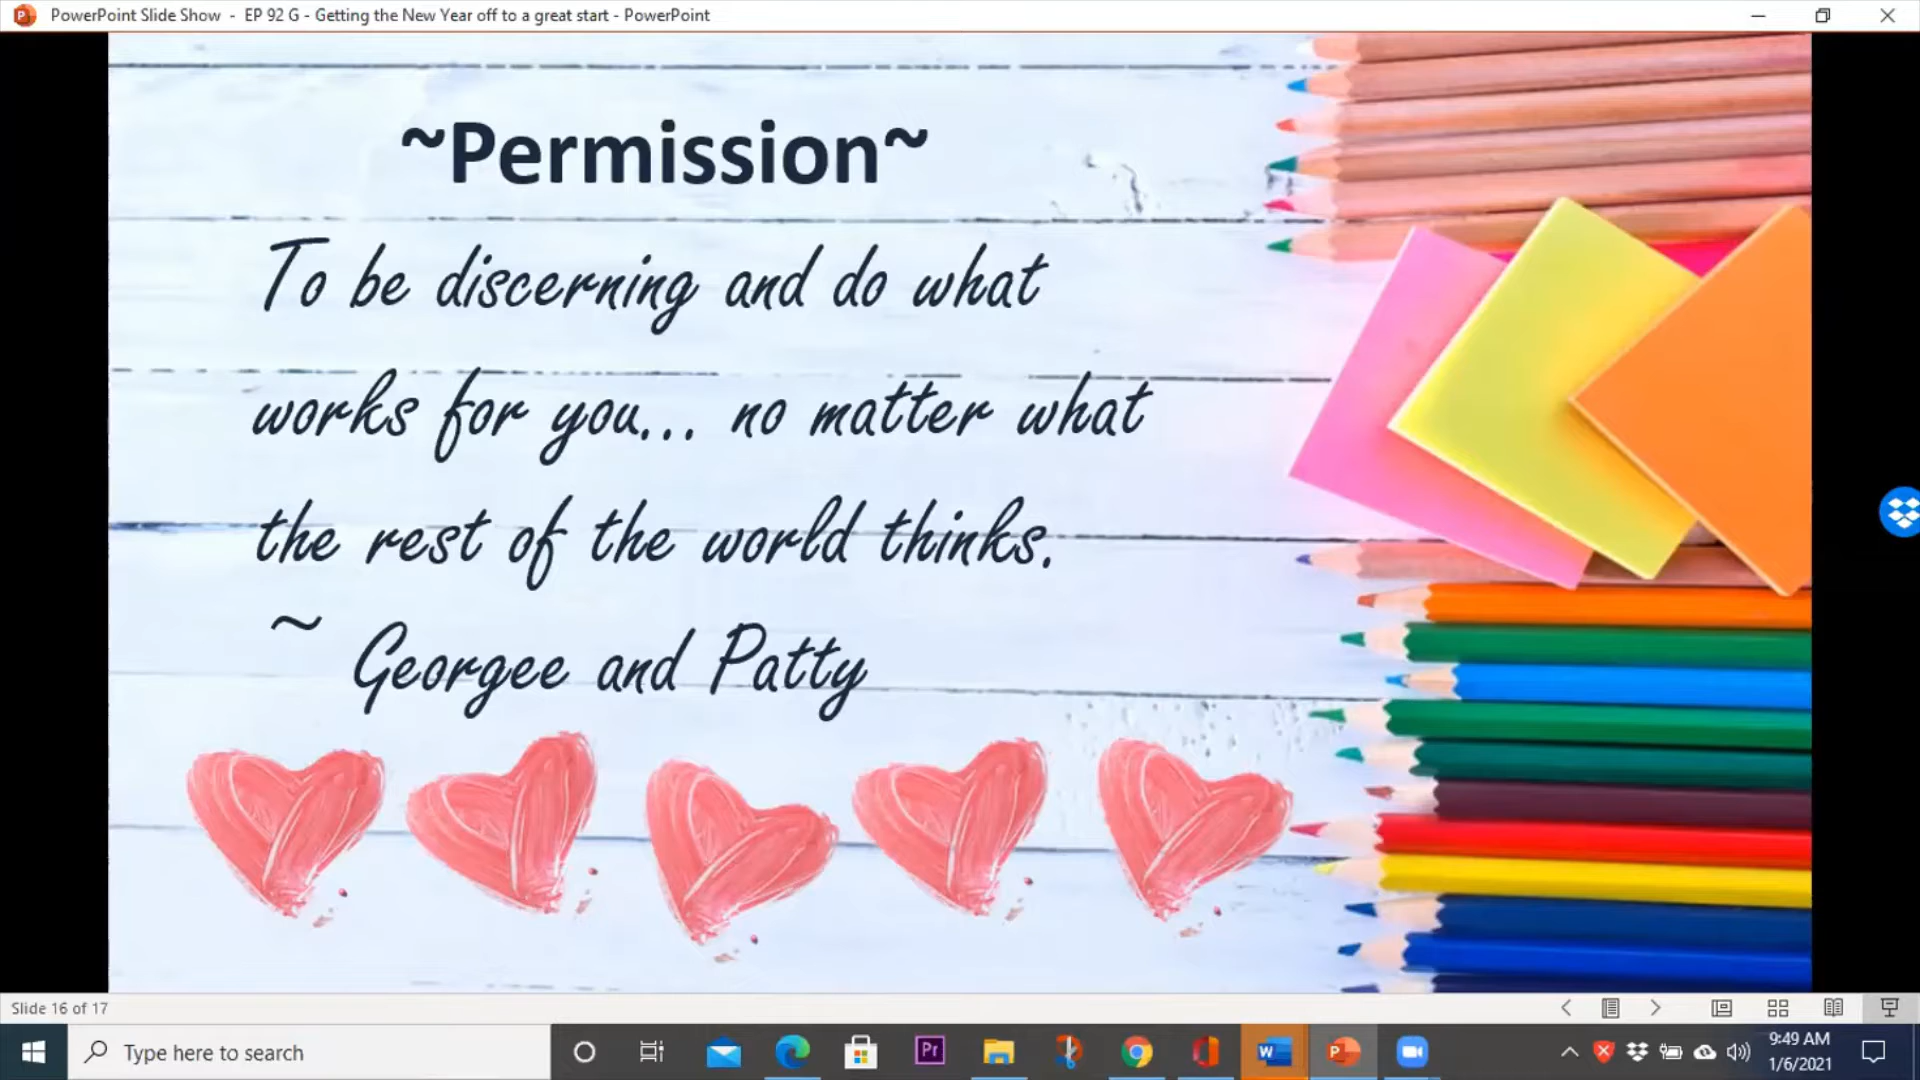 PowerPoint Slide Show - EP 92 G - Getting the New Year off to a great start - PowerPoint
~Permission~
To be discerning and do what
works for you... no matter what
the rest of the world thinks.
~ Georgee and Patty
Slide 16 of 17
Type here to search
Pr
W
P
9:49 AM
1/6/2021